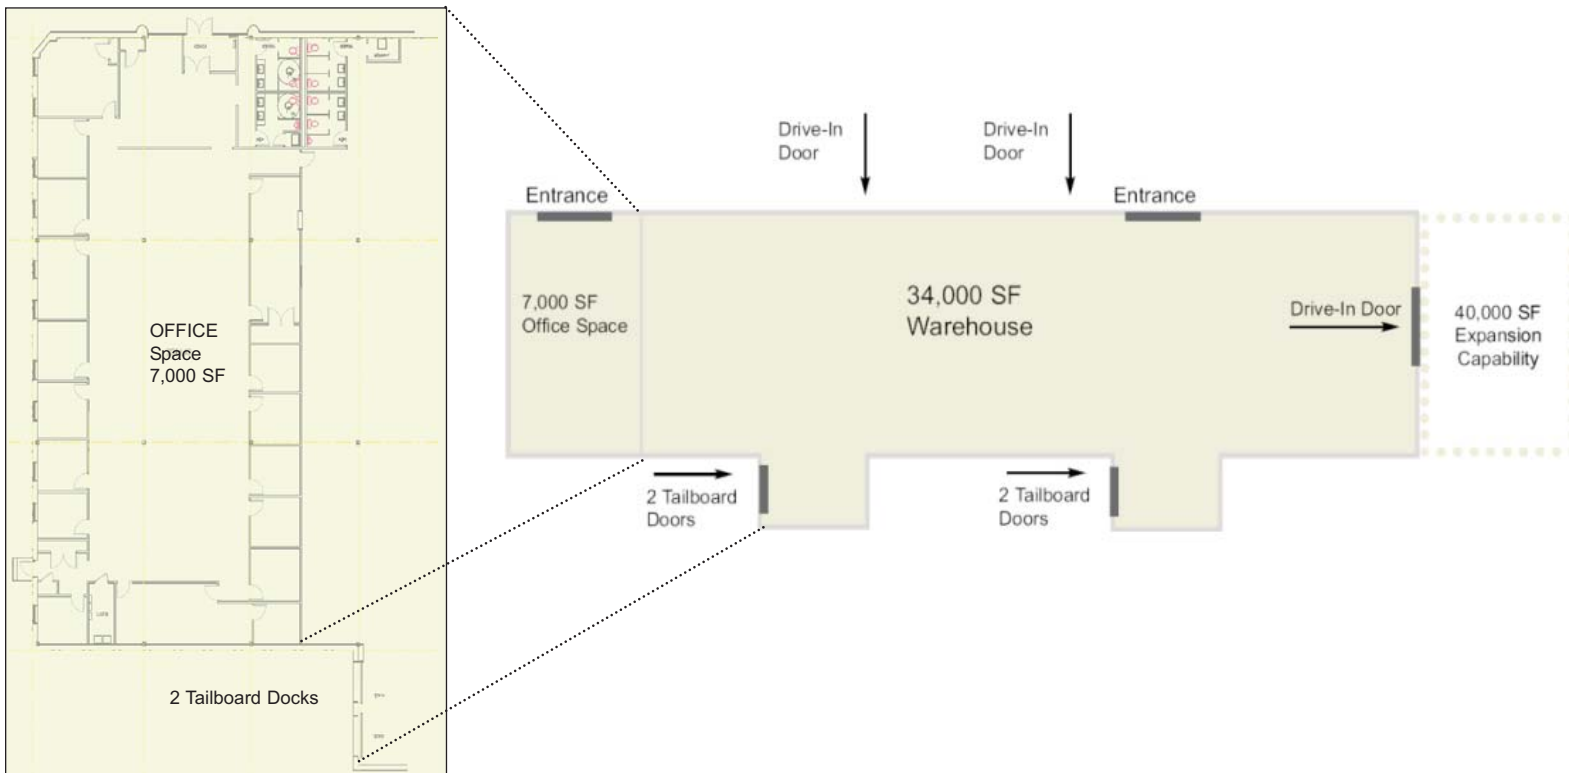 OFFICE
Space
7,000 SF
2 Tailboard Docks
Drive-In
Door
Drive-In
Door
Entrance
Entrance
7,000 SF
Office Space
34,000 SF
Warehouse
Drive-In Door
40,000 SF
Expansion
Capability
2 Tailboard
Doors
2 Tailboard
Doors